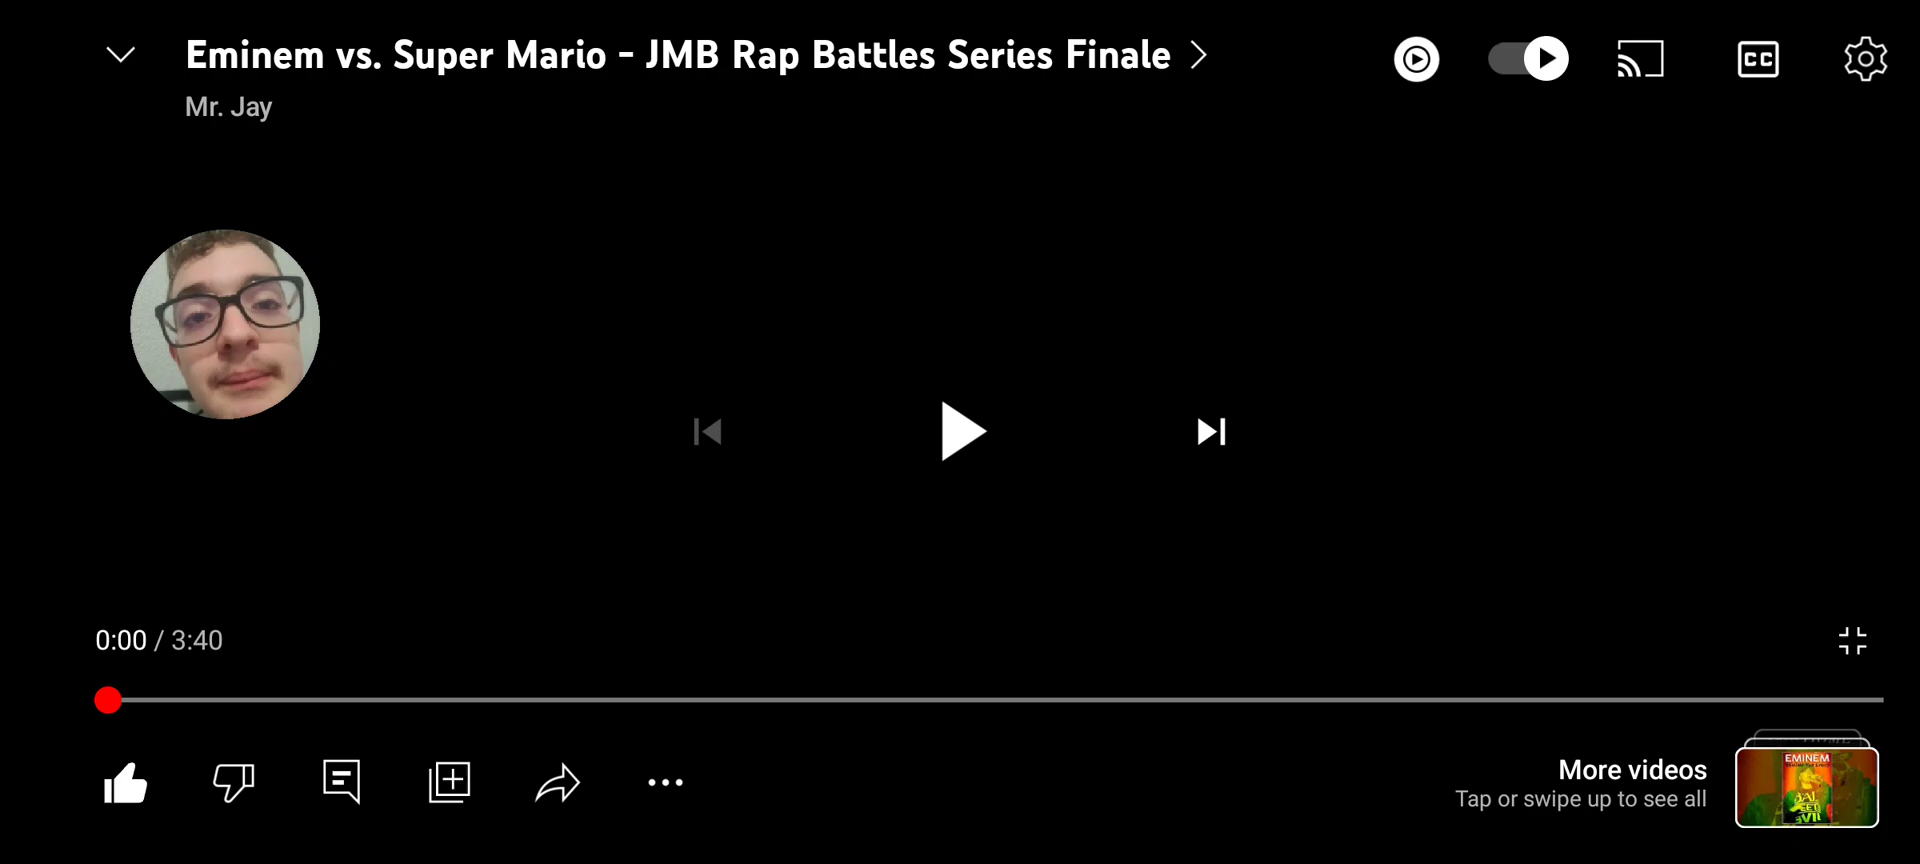 Eminem vs. Super Mario - JMB Rap Battles Series Finale
Mr. Jay
CC
0:00 / 3:40
More videos
Tap or swipe up to see all
EMINEM